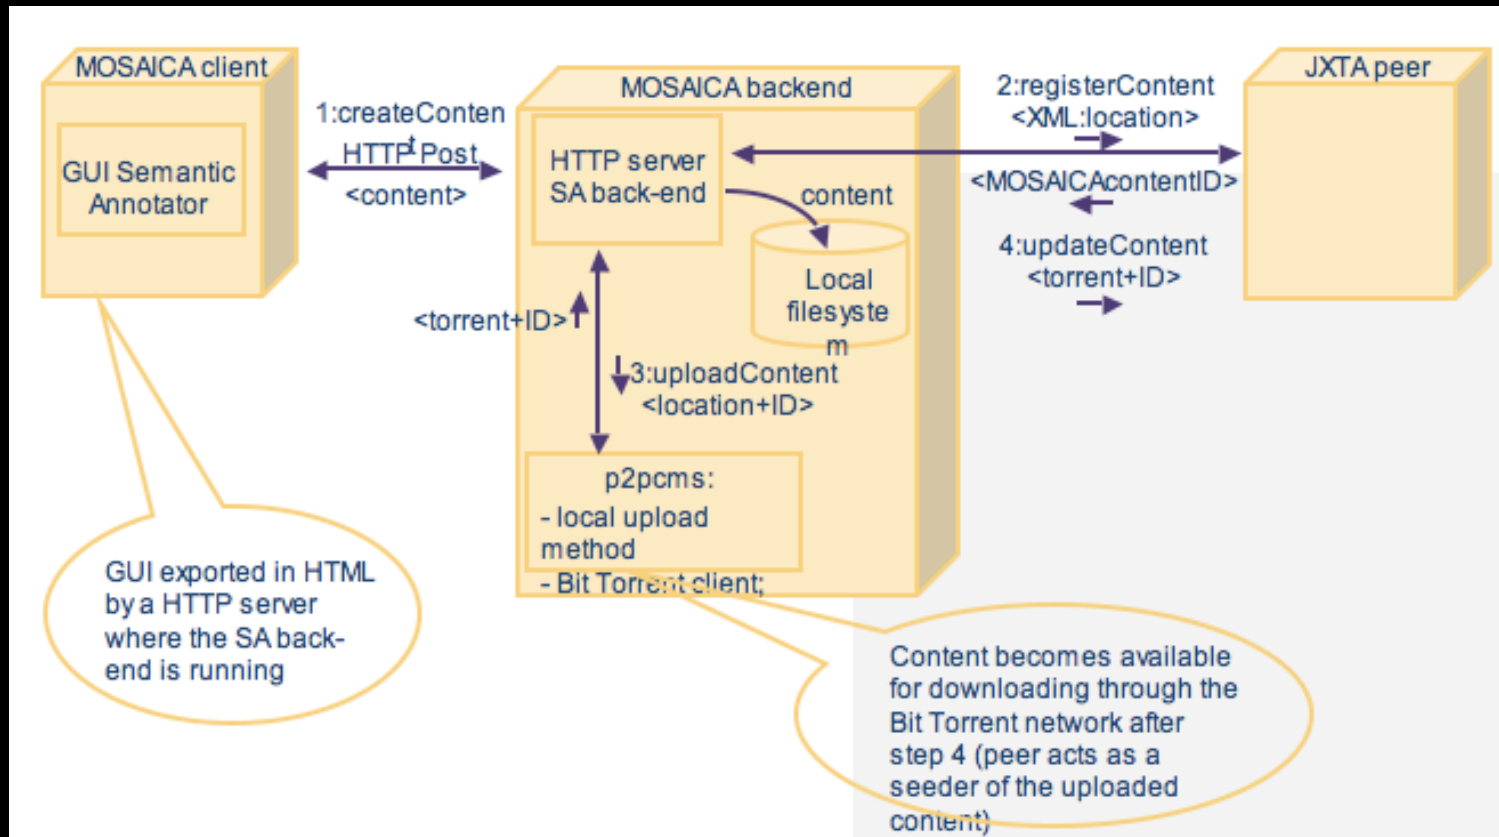 MOSAICA client
GUI Semantic
Annotator
1:createConten
t
HTTP Post
<content>
MOSAICA backend
HTTP server
SA back-end
content
Local
filesyste
m
<torrent+ID>
3:uploadContent
<location+ID>
p2pcms:
- local upload
method
- Bit Torrent client;
2:registerContent
<XML:location>
<MOSAICAcontentID>
4:updateContent
<torrent+ID>
JXTA peer
GUI exported in HTML
by a HTTP server
where the SA back-
end is running
Content becomes available
for downloading through the
Bit Torrent network after
step 4 (peer acts as a
seeder of the uploaded
content)